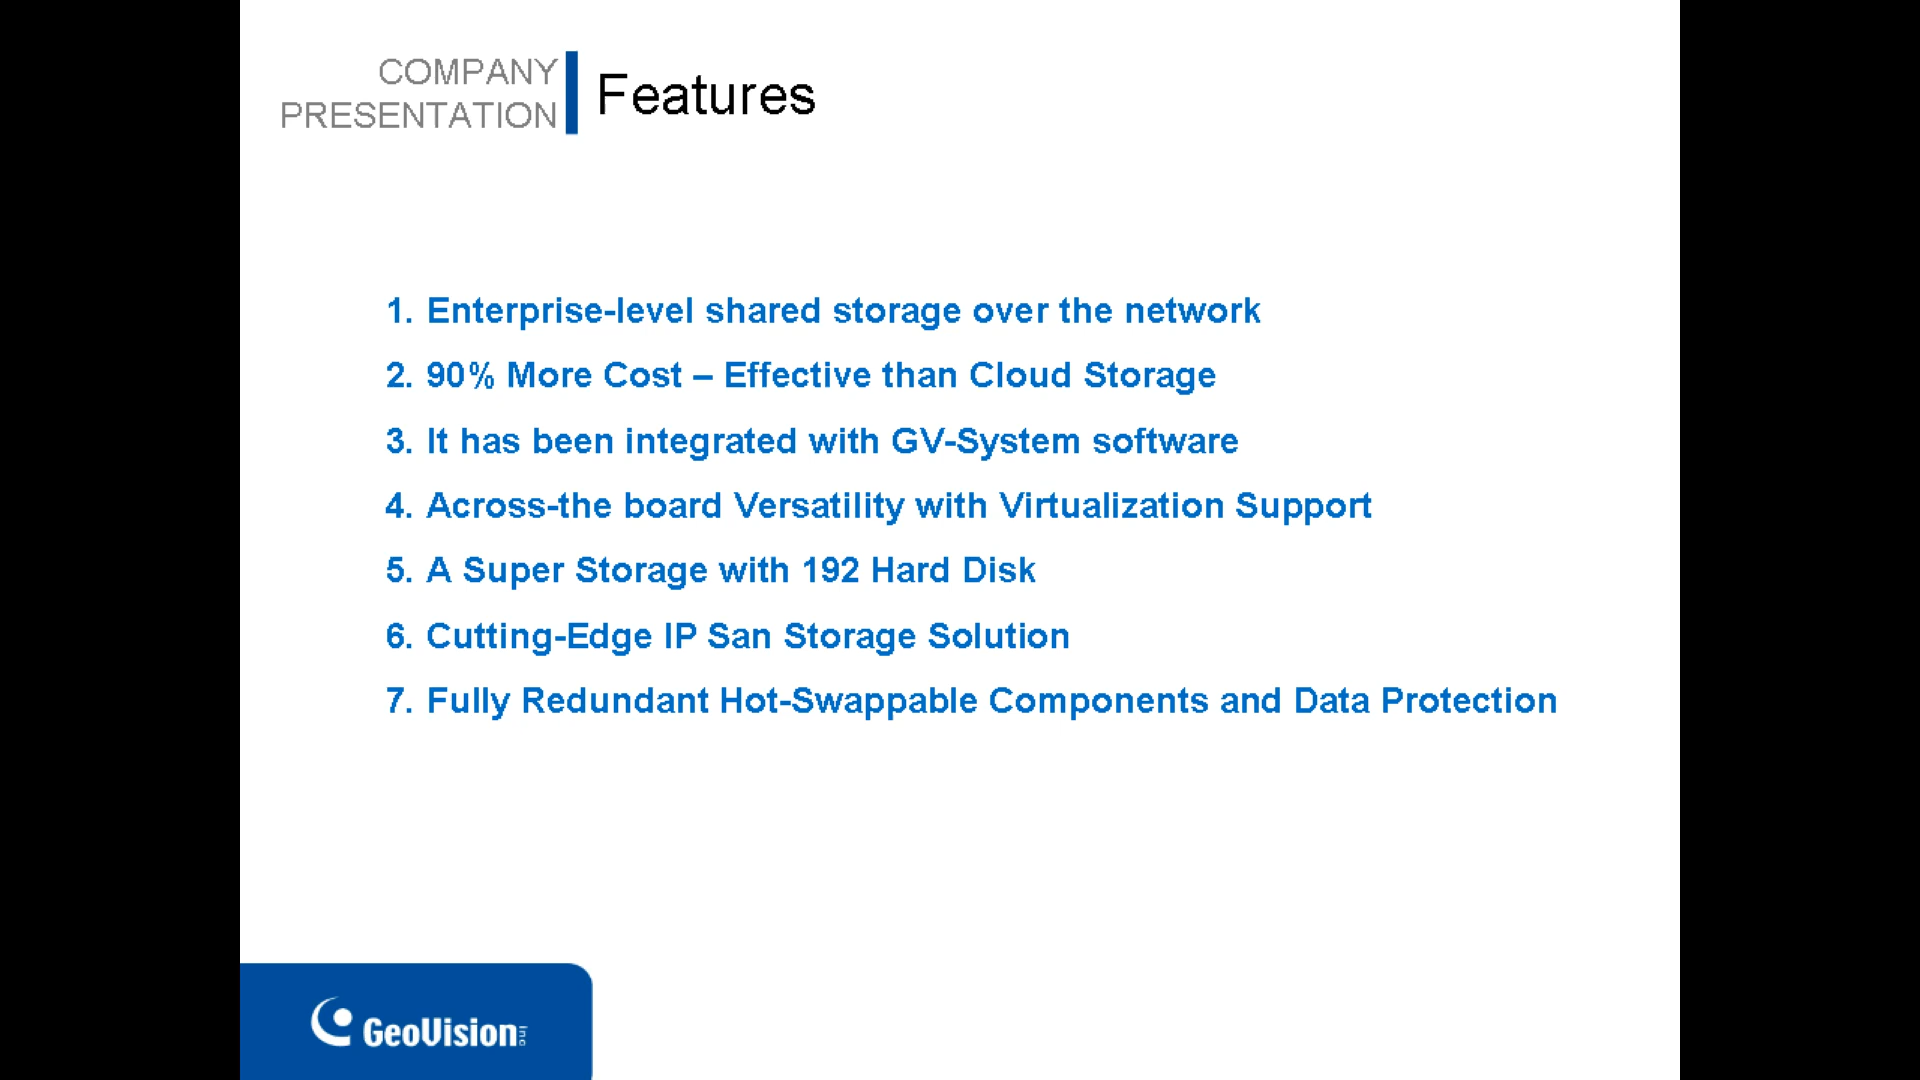 COMPANY
PRESENTATION
Features
1. Enterprise-level shared storage over the network
2. 90% More Cost – Effective than Cloud Storage
3. It has been integrated with GV-System software
4. Across-the board Versatility with Virtualization Support
5. A Super Storage with 192 Hard Disk
6. Cutting-Edge IP San Storage Solution
7. Fully Redundant Hot-Swappable Components and Data Protection
GeoVision Inc